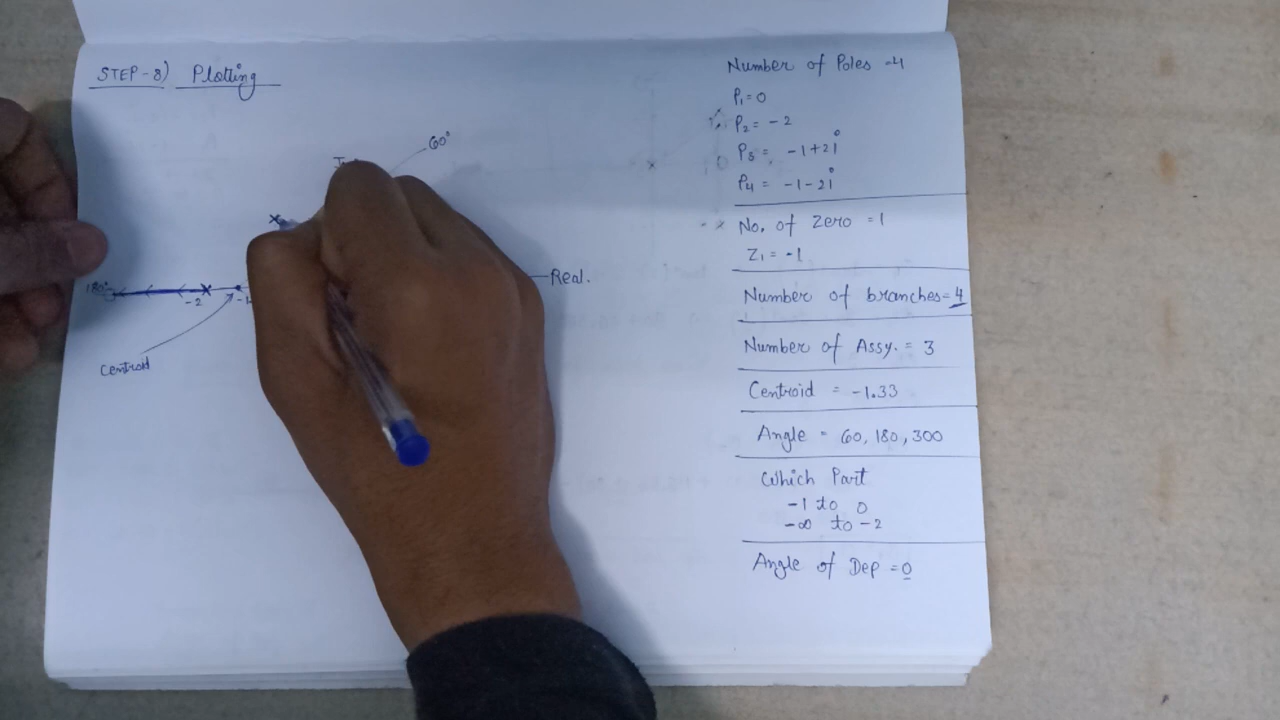 STEP-8) Plotting
60°
180°
-2
-1
Real.
Centroid
Number of Poles =4
P1=0
P2= -2
P3= -1+2i
P4= -1-2i
No. of Zero =1
Z1= -1
Number of branches=4
Number of Assy. = 3
Centroid = -1.33
Angle = 60, 180, 300
Which Part
-1 to 0
-∞ to -2
Angle of Dep =0